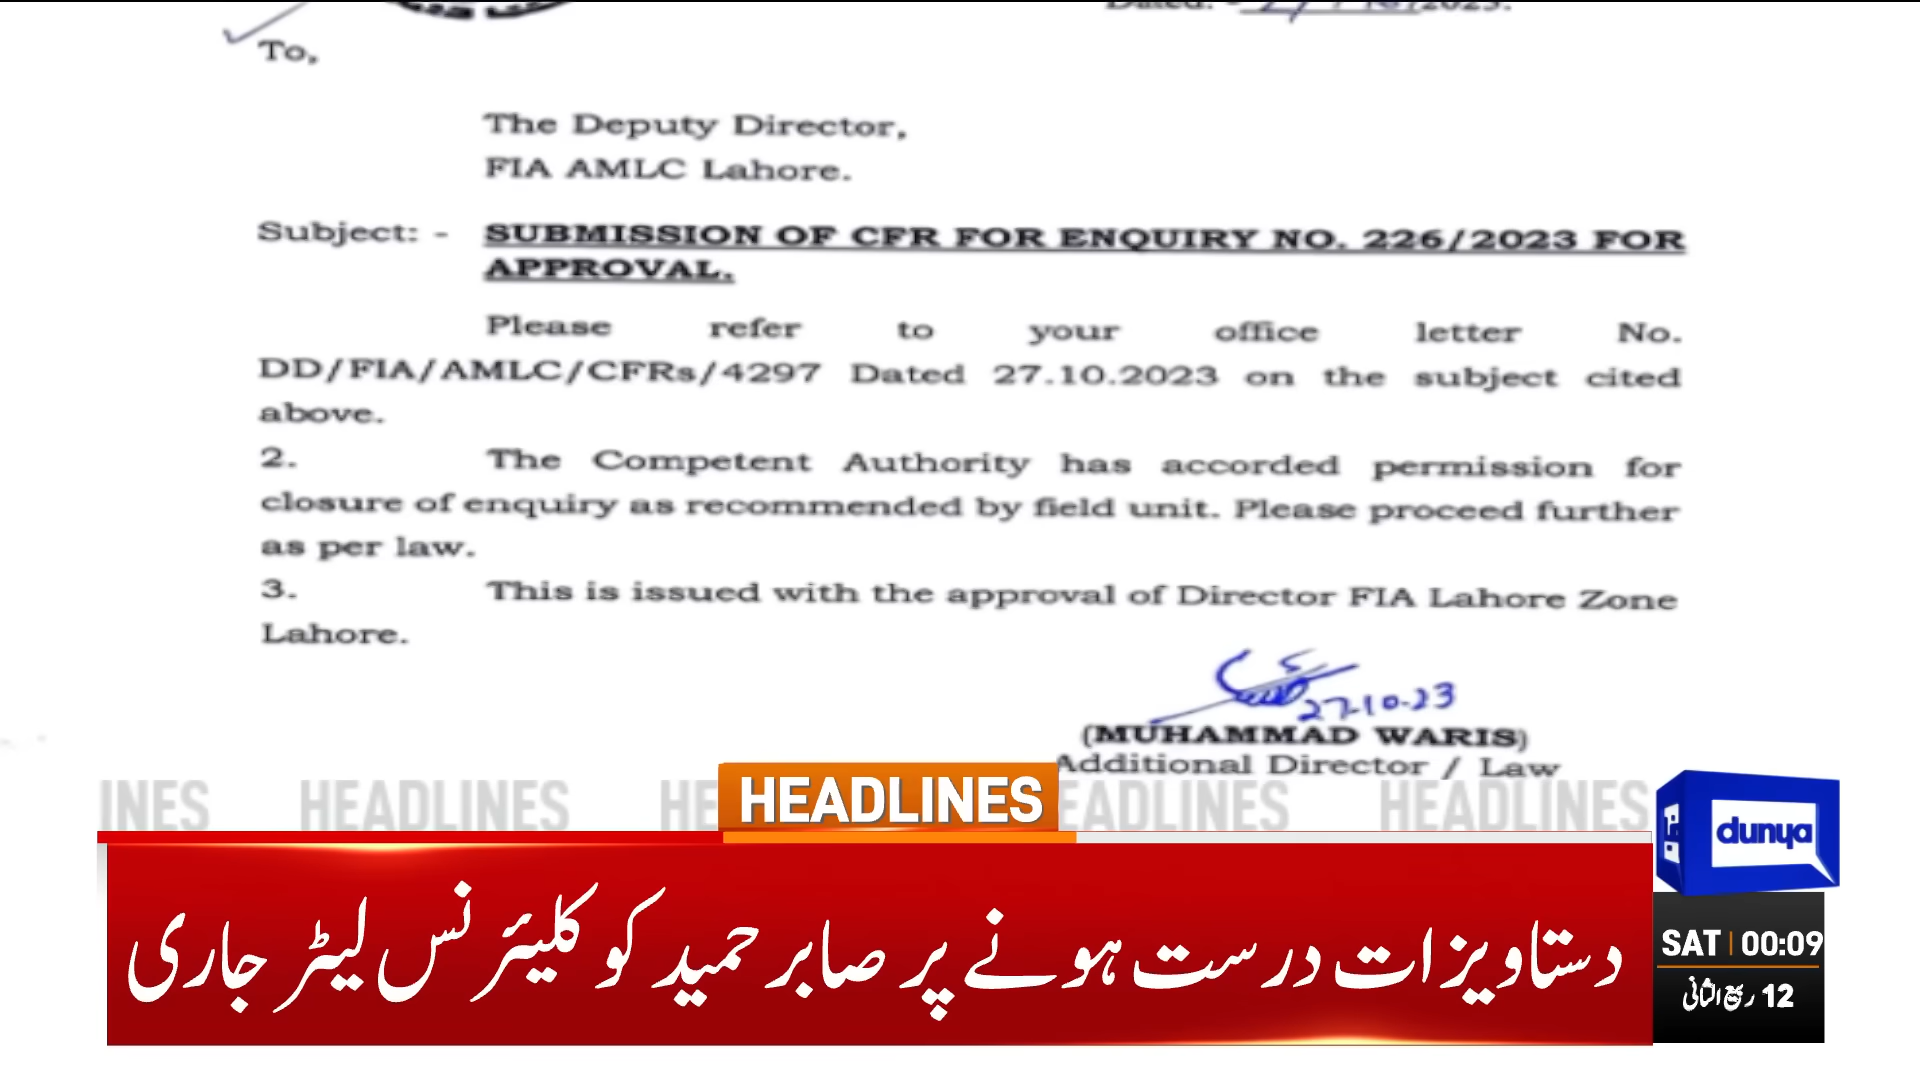 Dated: - 2023.
To,
The Deputy Director,
FIA AMLC Lahore.
Subject: - SUBMISSION OF CFR FOR ENQUIRY NO. 226/2023 FOR
APPROVAL.
Please refer to your office letter No.
DD/FIA/AMLC/CFRs/4297 Dated 27.10.2023 on the subject cited
above.
2. The Competent Authority has accorded permission for
closure of enquiry as recommended by field unit. Please proceed further
as per law.
3. This is issued with the approval of Director FIA Lahore Zone
Lahore.
27.10.23
(MUHAMMAD WARIS)
Additional Director / Law
INES HEADLINES HE EADLINES HEADLINES
HEADLINES
dunya
دستاویزات درست ہونے پر صابر حمید کو کلیئرنس لیٹر جاری
SAT 00:09
12 ربیع الثانی